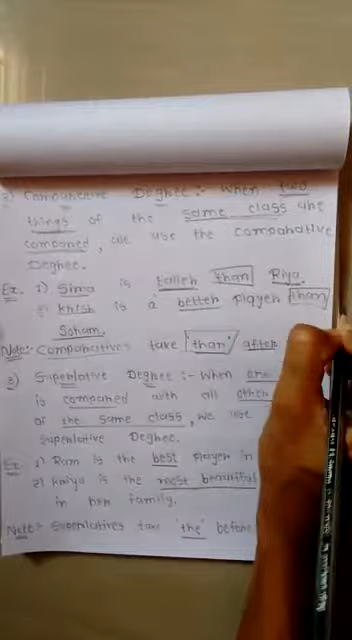 2) Comparative Degree :- When two
things of the same class are
compared, we use the comparative
Degree.
Ex. 1) Sima is taller than Riya.
2) Krish is a better player than
Soham.
Note:- Comparatives take 'than' after
3) Superlative Degree :- When one
is compared with all other
of the same class, we use
superlative Degree.
Ex. 1) Ram is the best player in
2) is the most beautiful
in her family.
Note :- Superlatives take 'the' before